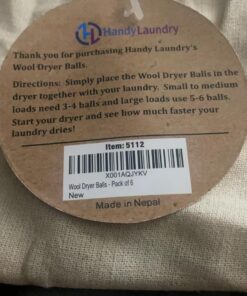 HandyLaundry
Thank you for purchasing Handy Laundry's
Wool Dryer Balls.
Directions: Simply place the Wool Dryer Balls in the
dryer together with your laundry. Small to medium
loads need 3-4 balls and large loads use 5-6 balls.
Start your dryer and see how much faster your
laundry dries!
Item: 5112
X001AQJYKV
Wool Dryer Balls - Pack of 6
New
Made in Nepal